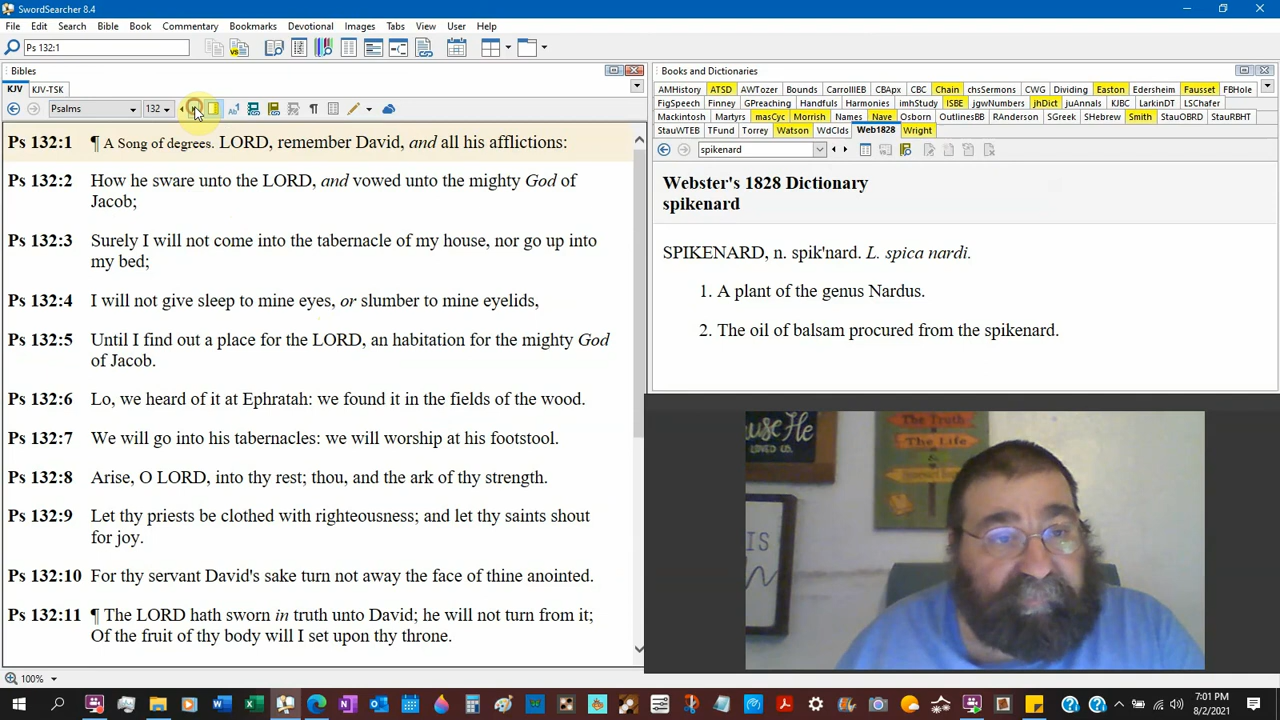 SwordSearcher 8.4
File Edit Search Bible Book Commentary Bookmarks Devotional Images Tabs View User Help
Ps 132:1
Bibles
KJV KJV-TSK
Psalms 132
Ps 132:1 ¶ A Song of degrees. LORD, remember David, and all his afflictions:
Ps 132:2 How he sware unto the LORD, and vowed unto the mighty God of
Jacob;
Ps 132:3 Surely I will not come into the tabernacle of my house, nor go up into
my bed;
Ps 132:4 I will not give sleep to mine eyes, or slumber to mine eyelids,
Ps 132:5 Until I find out a place for the LORD, an habitation for the mighty God
of Jacob.
Ps 132:6 Lo, we heard of it at Ephratah: we found it in the fields of the wood.
Ps 132:7 We will go into his tabernacles: we will worship at his footstool.
Ps 132:8 Arise, O LORD, into thy rest; thou, and the ark of thy strength.
Ps 132:9 Let thy priests be clothed with righteousness; and let thy saints shout
for joy.
Ps 132:10 For thy servant David's sake turn not away the face of thine anointed.
Ps 132:11 ¶ The LORD hath sworn in truth unto David; he will not turn from it;
Of the fruit of thy body will I set upon thy throne.
100%
Books and Dictionaries
AMHistory ATSD AWTozer Bounds CarrollEB CBApx CBC Chain chsSermons CWG Dividing Easton Edersheim Fausset FBHole
FigSpeech Finney GPreaching Handfuls Harmonies imhStudy ISBE jgwNumbers jhDict juAnnals KJBC LarkinDT LSChafer
Mackintosh Martyrs masCyc Morrish Names Nave Osborn OutlinesBB RAnderson SGreek SHebrew Smith StauOBRD StauRBHT
StauWTEB TFund Torrey Watson WdClds Web1828 Wright
spikenard
Webster's 1828 Dictionary
spikenard
SPIKENARD, n. spik'nard. L. spica nardi.
1. A plant of the genus Nardus.
2. The oil of balsam procured from the spikenard.
cause He
LOVED CO.
The Truth
The Life
IS
7:01 PM
8/2/2021